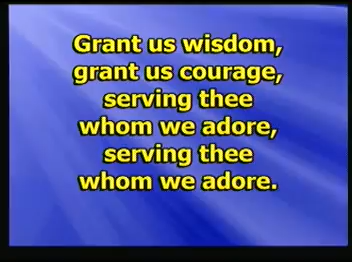 Grant us wisdom,
grant us courage,
serving thee
whom we adore,
serving thee
whom we adore.